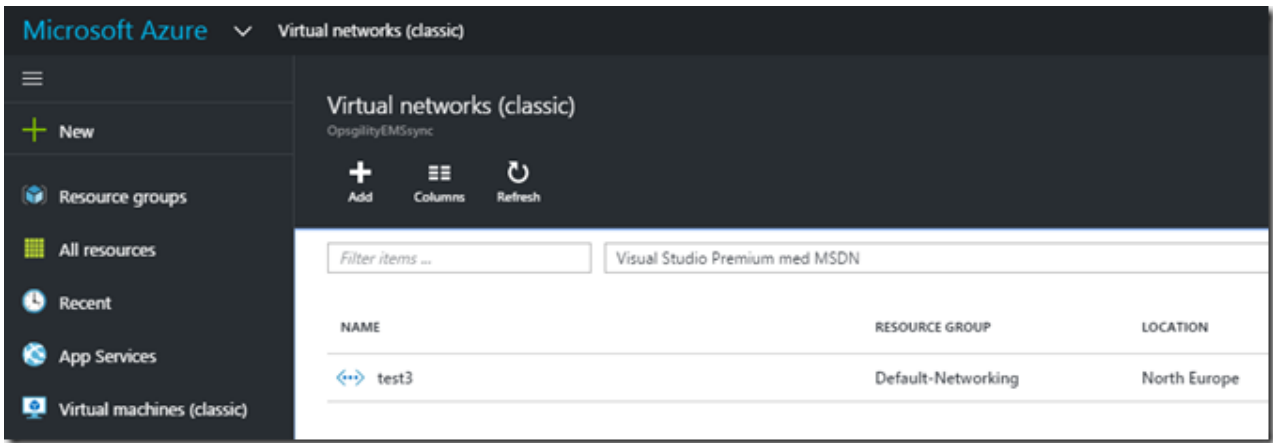 Microsoft Azure Virtual networks (classic)
New
Resource groups
All resources
Recent
App Services
Virtual machines (classic)
Virtual networks (classic)
OpsgilityEMSsync
Add Columns Refresh
Filter items ... Visual Studio Premium med MSDN
NAME RESOURCE GROUP LOCATION
test3 Default-Networking North Europe